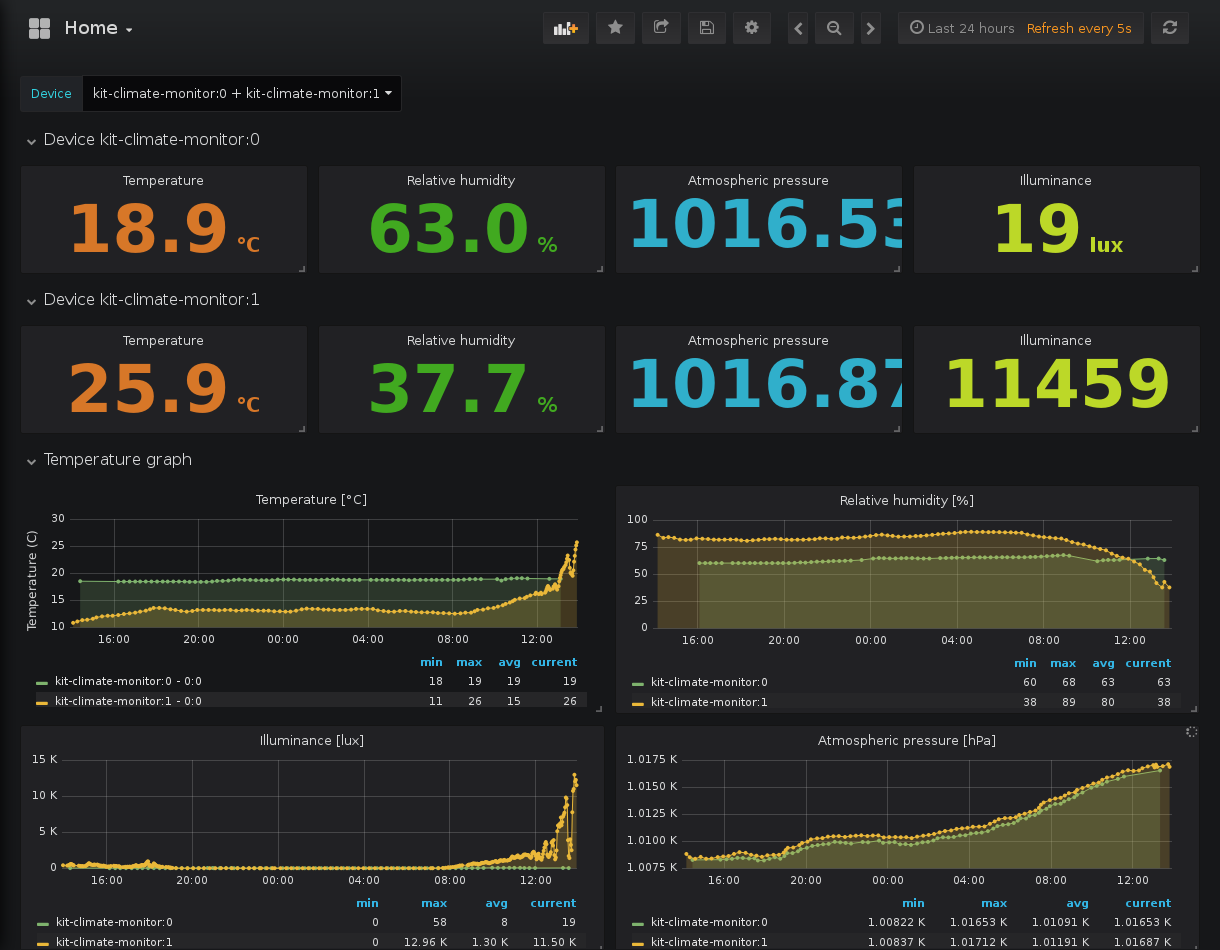 Home
Last 24 hours Refresh every 5s
Device kit-climate-monitor:0 + kit-climate-monitor:1
Device kit-climate-monitor:0
Temperature Relative humidity Atmospheric pressure Illuminance
18.9 °C 63.0 % 1016.53 19 lux
Device kit-climate-monitor:1
Temperature Relative humidity Atmospheric pressure Illuminance
25.9 °C 37.7 % 1016.87 11459
Temperature graph
Temperature [°C]
Temperature (C)
30
25
20
15
10
16:00 20:00 00:00 04:00 08:00 12:00
min max avg current
kit-climate-monitor:0 - 0:0 18 19 19 19
kit-climate-monitor:1 - 0:0 11 26 15 26
Relative humidity [%]
100
75
50
25
0
16:00 20:00 00:00 04:00 08:00 12:00
min max avg current
kit-climate-monitor:0 60 68 63 63
kit-climate-monitor:1 38 89 80 38
Illuminance [lux]
15 K
10 K
5 K
0
16:00 20:00 00:00 04:00 08:00 12:00
min max avg current
kit-climate-monitor:0 0 58 8 19
kit-climate-monitor:1 0 12.96 K 1.30 K 11.50 K
Atmospheric pressure [hPa]
1.0175 K
1.0150 K
1.0125 K
1.0100 K
1.0075 K
16:00 20:00 00:00 04:00 08:00 12:00
min max avg current
kit-climate-monitor:0 1.00822 K 1.01653 K 1.01091 K 1.01653 K
kit-climate-monitor:1 1.00837 K 1.01712 K 1.01191 K 1.01687 K